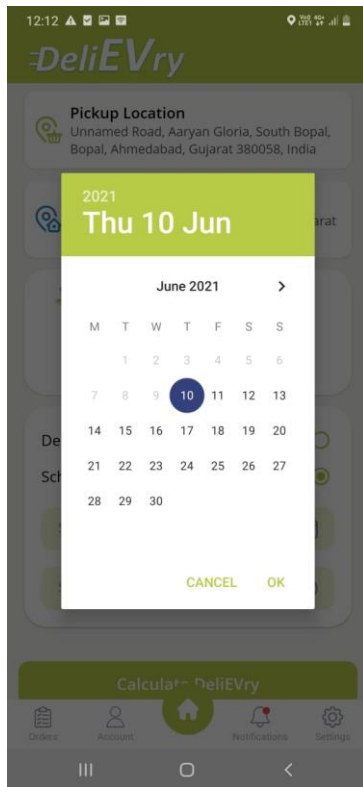 12:12
DeliEVry
Pickup Location
Unnamed Road, Aaryan Gloria, South Bopal,
Bopal, Ahmedabad, Gujarat 380058, India
arat
2021
Thu 10 Jun
June 2021
M T W T F S S
1 2 3 4 5 6
7 8 9 10 11 12 13
14 15 16 17 18 19 20
21 22 23 24 25 26 27
28 29 30
De
Sch
CANCEL OK
Calculate DeliEVry
Orders Account Notifications Settings